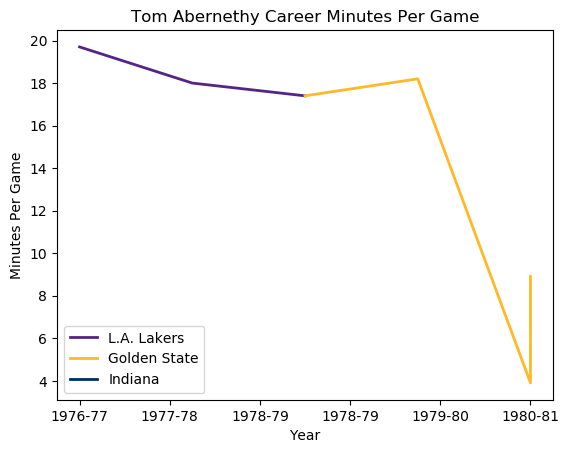 Tom Abernethy Career Minutes Per Game
20
18
16
14
12
10
8
6
4
Minutes Per Game
L.A. Lakers
Golden State
Indiana
1976-77 1977-78 1978-79 1978-79 1979-80 1980-81
Year